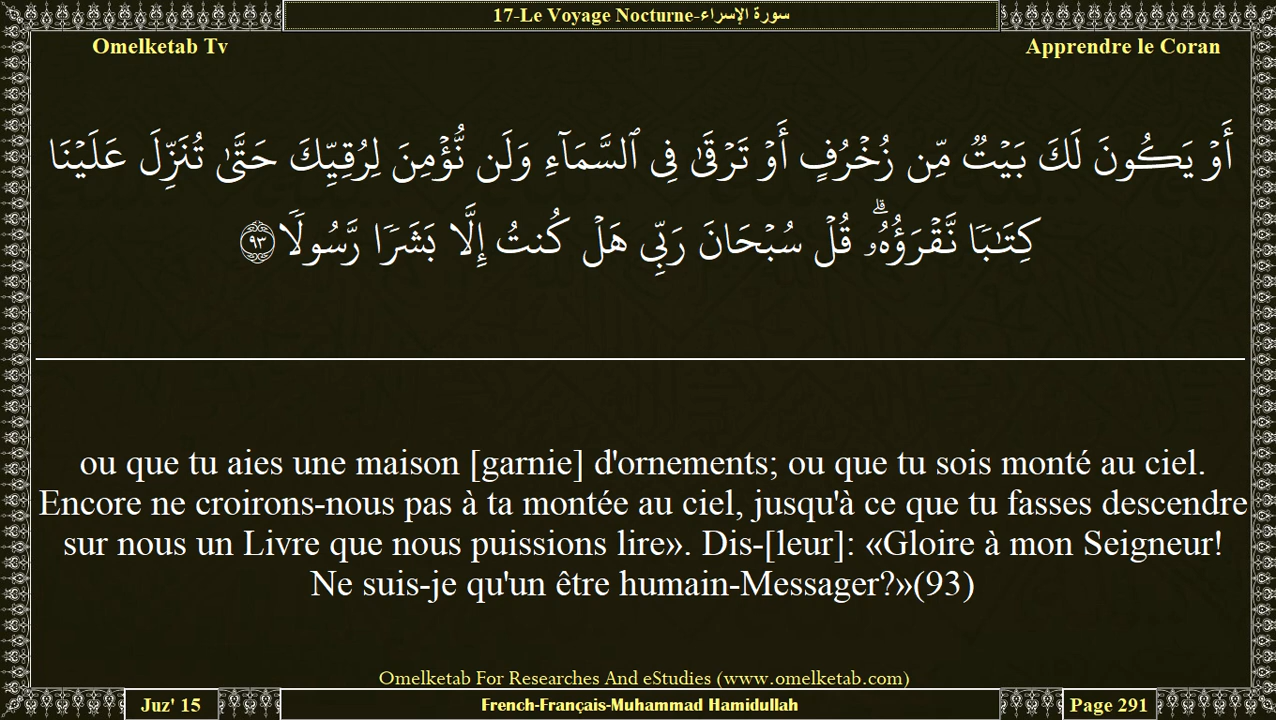 17-Le Voyage Nocturne-سورة الإسراء
Omelketab Tv
Apprendre le Coran
أَوۡ يَكُونَ لَكَ بَيۡتٌ مِّن زُخۡرُفٍ أَوۡ تَرۡقَىٰ فِي ٱلسَّمَآءِ وَلَن نُّؤۡمِنَ لِرُقِيِّكَ حَتَّىٰ تُنَزِّلَ عَلَيۡنَا
كِتَٰبٗا نَّقۡرَؤُهُۥۗ قُلۡ سُبۡحَانَ رَبِّي هَلۡ كُنتُ إِلَّا بَشَرٗا رَّسُولٗا ٩٣
ou que tu aies une maison [garnie] d'ornements; ou que tu sois monté au ciel.
Encore ne croirons-nous pas à ta montée au ciel, jusqu'à ce que tu fasses descendre
sur nous un Livre que nous puissions lire». Dis-[leur]: «Gloire à mon Seigneur!
Ne suis-je qu'un être humain-Messager?»(93)
Omelketab For Researches And eStudies (www.omelketab.com)
Juz' 15
French-Français-Muhammad Hamidullah
Page 291